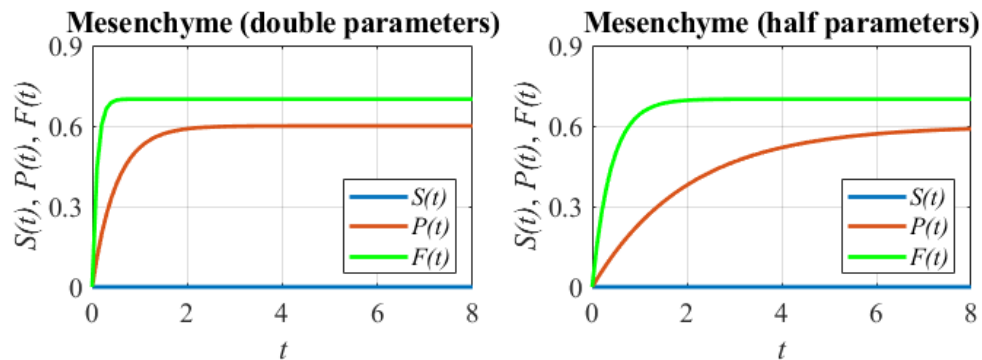 Mesenchyme (double parameters)
S(t), P(t), F(t)
0.9
0.6
0.3
0
0 2 4 6 8
t
S(t)
P(t)
F(t)
Mesenchyme (half parameters)
S(t), P(t), F(t)
0.9
0.6
0.3
0
0 2 4 6 8
t
S(t)
P(t)
F(t)